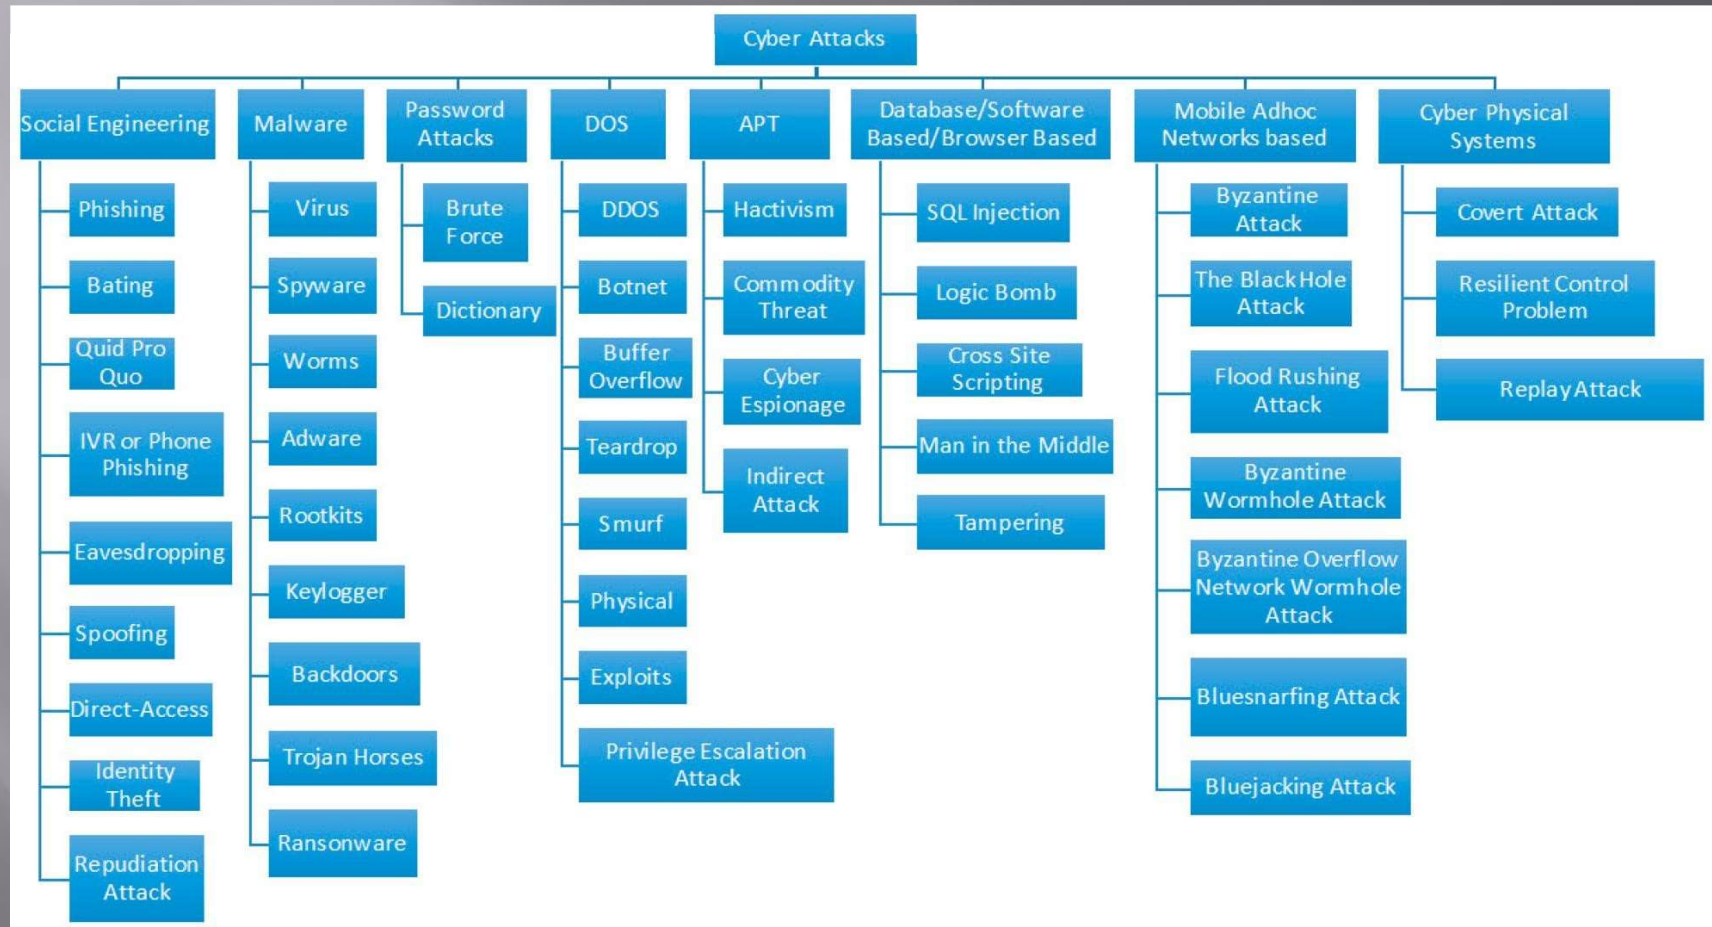 Cyber Attacks
Social Engineering
Phishing
Bating
Quid Pro
Quo
IVR or Phone
Phishing
Eavesdropping
Spoofing
Direct-Access
Identity
Theft
Repudiation
Attack
Malware
Virus
Spyware
Worms
Adware
Rootkits
Keylogger
Backdoors
Trojan Horses
Ransonware
Password
Attacks
Brute
Force
Dictionary
DOS
DDOS
Botnet
Buffer
Overflow
Teardrop
Smurf
Physical
Exploits
Privilege Escalation
Attack
APT
Hactivism
Commodity
Threat
Cyber
Espionage
Indirect
Attack
Database/Software
Based/Browser Based
SQL Injection
Logic Bomb
Cross Site
Scripting
Man in the Middle
Tampering
Mobile Adhoc
Networks based
Byzantine
Attack
The Black Hole
Attack
Flood Rushing
Attack
Byzantine
Wormhole Attack
Byzantine Overflow
Network Wormhole
Attack
Bluesnarfing Attack
Bluejacking Attack
Cyber Physical
Systems
Covert Attack
Resilient Control
Problem
Replay Attack